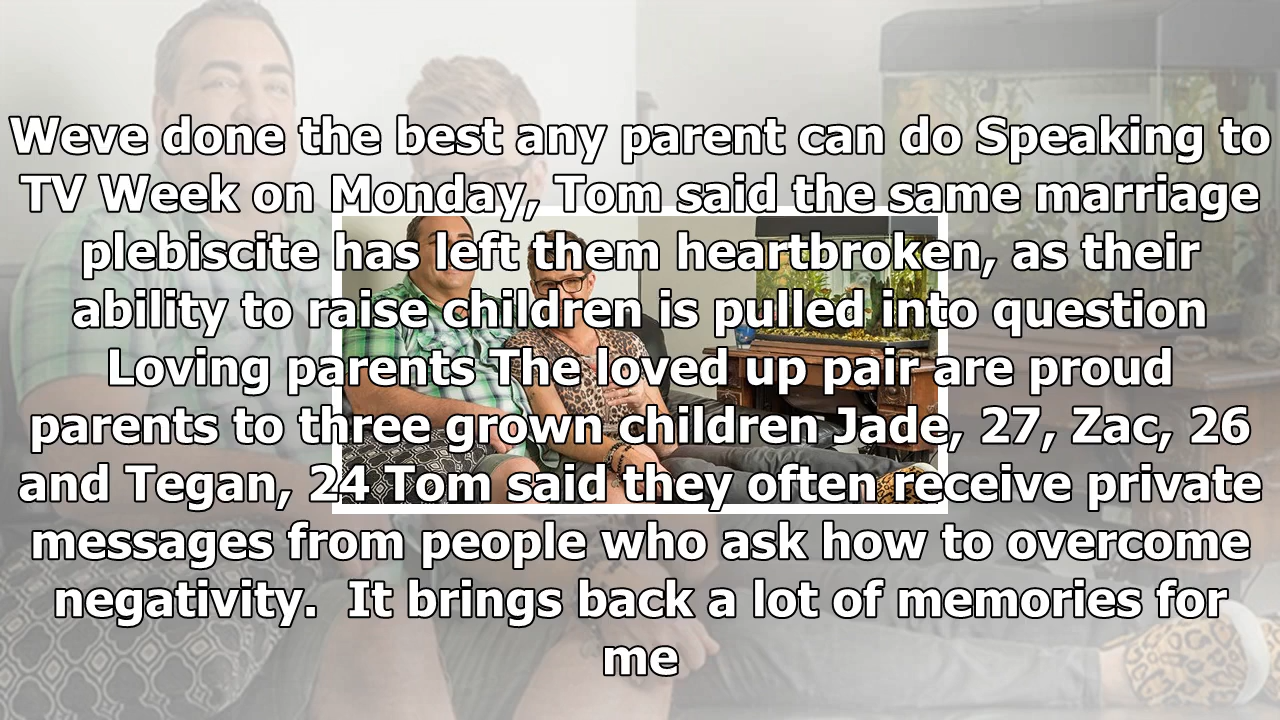 Weve done the best any parent can do Speaking to
TV Week on Monday, Tom said the same marriage
plebiscite has left them heartbroken, as their
ability to raise children is pulled into question
Loving parents The loved up pair are proud
parents to three grown children Jade, 27, Zac, 26
and Tegan, 24 Tom said they often receive private
messages from people who ask how to overcome
negativity.  It brings back a lot of memories for
me